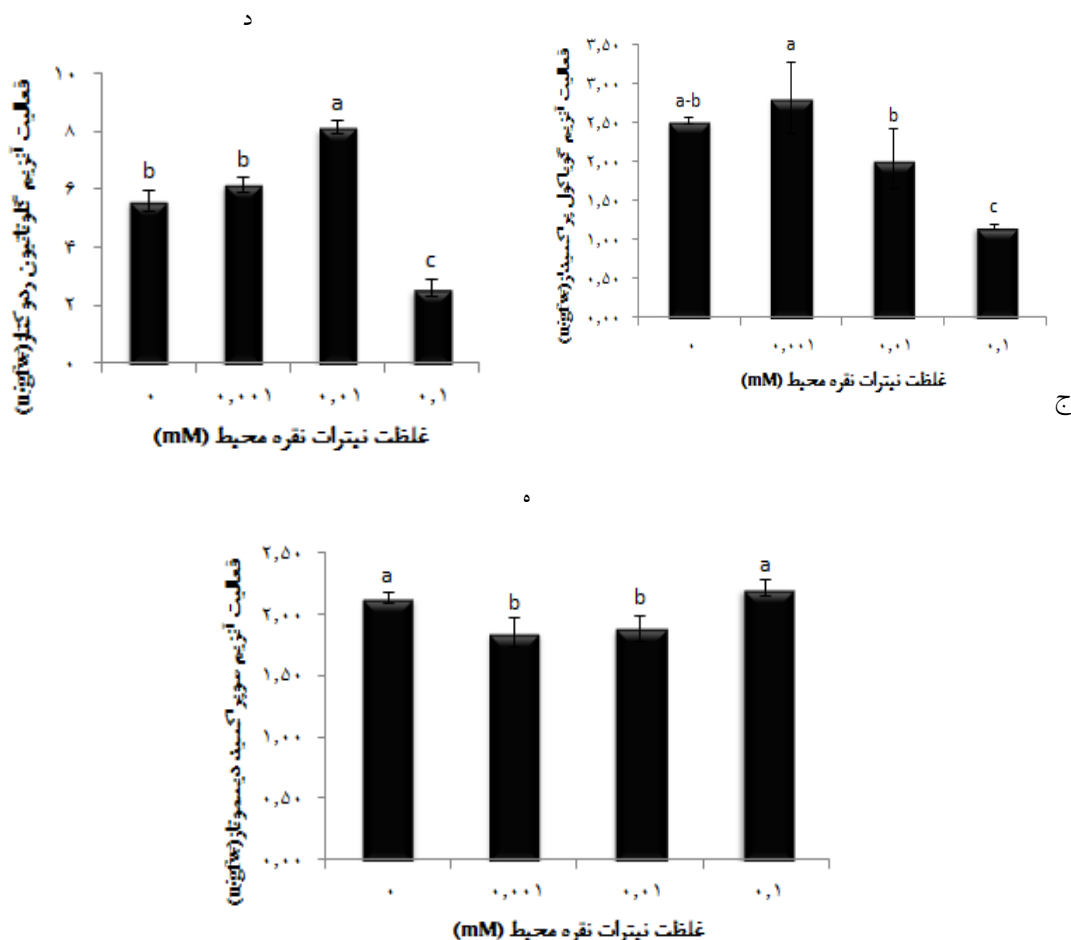 د
فعالیت آنزیم گلوتاتیون ردوکتاز(u/gfw)
۱۰
۸
۶
۴
۲
۰
b
b
a
c
۰
۰,۰۰۱
۰,۰۱
۰,۱
غلظت نیترات نقره محیط (mM)
فعالیت آنزیم گویاکول پراکسیداز(u/gfw)
۳,۵۰
۳,۰۰
۲,۵۰
۲,۰۰
۱,۵۰
۱,۰۰
۰,۵۰
۰,۰۰
a-b
a
b
c
۰
۰,۰۰۱
۰,۰۱
۰,۱
غلظت نیترات نقره محیط (mM)
ج
ه
فعالیت آنزیم سوپراکسید دیسموتاز(u/gfw)
۲,۵۰
۲,۰۰
۱,۵۰
۱,۰۰
۰,۵۰
۰,۰۰
a
b
b
a
۰
۰,۰۰۱
۰,۰۱
۰,۱
غلظت نیترات نقره محیط (mM)